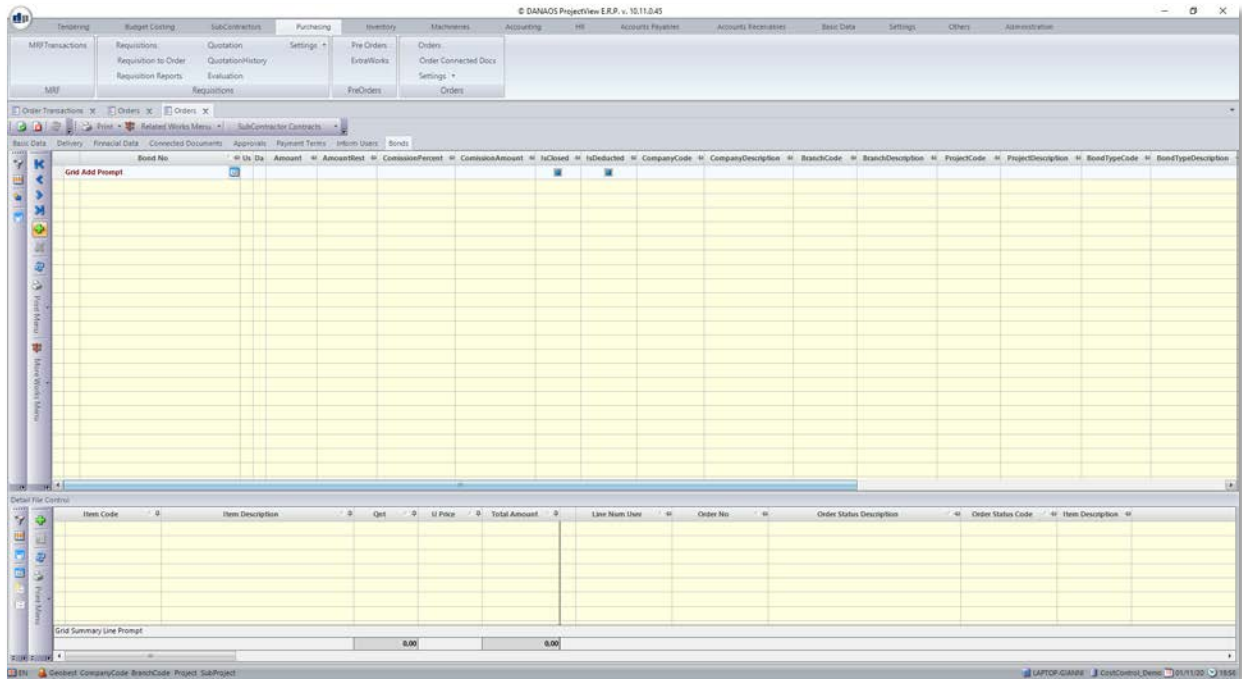 © DANAOS ProjectView E.R.P. v. 10.11.0.45
dip
Tendering Budget Costing SubContractors Purchasing Inventory Machineries Accounting HR Accounts Payables Accounts Receivables Basic Data Settings Others Administration
MRFTransactions Requisitions Quotation Settings Pre Orders Orders
Requisition to Order QuotationHistory ExtraWorks Order Connected Docs
Requisition Reports Evaluation Settings
MRF Requisitions PreOrders Orders
Order Transactions x Orders x Orders x
Print Related Works Menu SubContractor Contracts
Basic Data Delivery Finnacial Data Connected Documents Approvals Payment Terms Inform Users Bonds
Bond No Us Da Amount AmountRest ComissionPercent ComissionAmount IsClosed IsDeducted CompanyCode CompanyDescription BranchCode BranchDescription ProjectCode ProjectDescription BondTypeCode BondTypeDescription
Grid Add Prompt
Print Menu
More Works Menu
Detail File Control
Item Code Item Description Qnt U Price Total Amount Line Num User Order No Order Status Description Order Status Code Item Description
Print Menu
Grid Summary Line Prompt
0,00 0,00
EN Geobest CompanyCode BranchCode Project SubProject LAPTOP-GIANNI CostControl_Demo 01/11/20 19:56